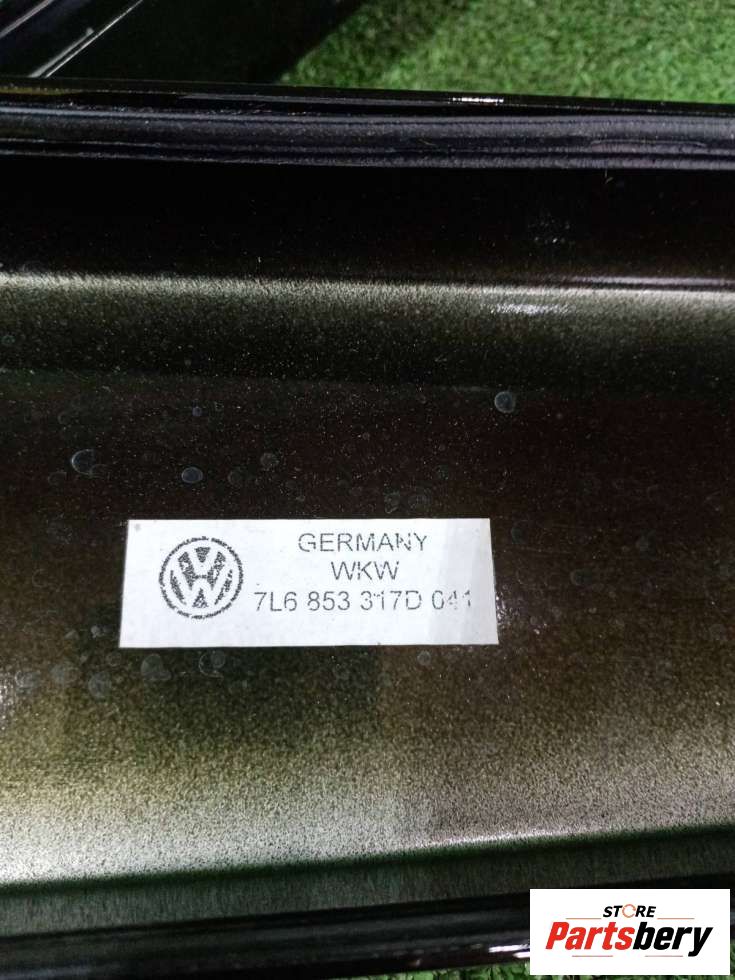 GERMANY
WKW
7L6 853 317D 041
STORE
Partsbery